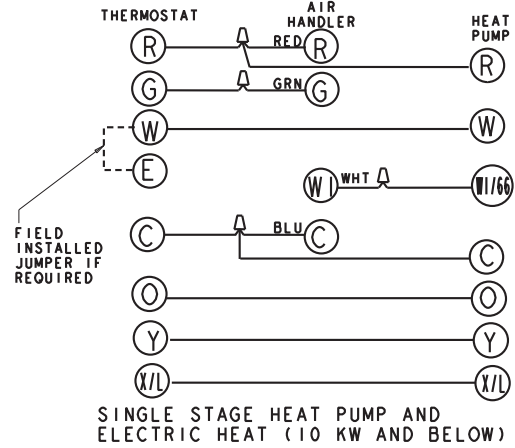 THERMOSTAT AIR HANDLER HEAT PUMP
R RED R R
G GRN G
W W
E
W1 WHT W1/66
FIELD
INSTALLED
JUMPER IF
REQUIRED
C BLU C C
O O
Y Y
X/L X/L
SINGLE STAGE HEAT PUMP AND
ELECTRIC HEAT (10 KW AND BELOW)